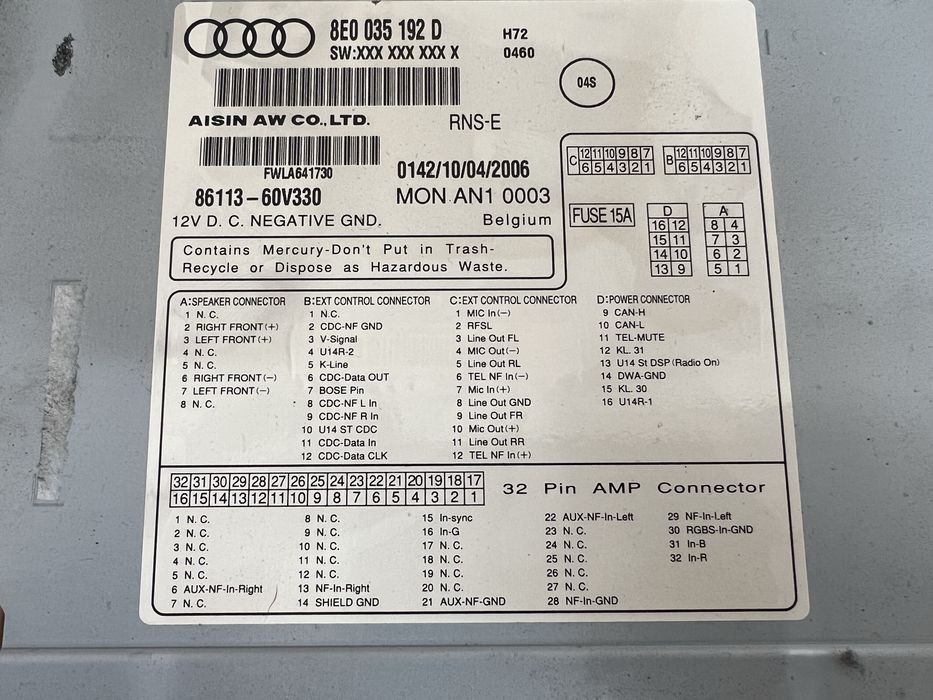 8E0 035 192 D
H72
SW:XXX XXX XXX X
0460
04S
AISIN AW CO., LTD.
RNS-E
FWLA641730
0142/10/04/2006
86113-60V330
MON AN1 0003
12V D. C. NEGATIVE GND.
Belgium
Contains Mercury-Don't Put in Trash-
Recycle or Dispose as Hazardous Waste.
C 12 11 10 9 8 7
6 5 4 3 2 1
B 12 11 10 9 8 7
6 5 4 3 2 1
FUSE 15A
D
16 12
15 11
14 10
13 9
A
8 4
7 3
6 2
5 1
A:SPEAKER CONNECTOR
1 N. C.
2 RIGHT FRONT(+)
3 LEFT FRONT(+)
4 N. C.
5 N. C.
6 RIGHT FRONT(-)
7 LEFT FRONT(-)
8 N. C.
B:EXT CONTROL CONNECTOR
1 N.C.
2 CDC-NF GND
3 V-Signal
4 U14R-2
5 K-Line
6 CDC-Data OUT
7 BOSE Pin
8 CDC-NF L In
9 CDC-NF R In
10 U14 ST CDC
11 CDC-Data In
12 CDC-Data CLK
C:EXT CONTROL CONNECTOR
1 MIC In(-)
2 RFSL
3 Line Out FL
4 MIC Out(-)
5 Line Out RL
6 TEL NF In(-)
7 Mic In(+)
8 Line Out GND
9 Line Out FR
10 Mic Out(+)
11 Line Out RR
12 TEL NF In(+)
D:POWER CONNECTOR
9 CAN-H
10 CAN-L
11 TEL-MUTE
12 KL. 31
13 U14 St DSP (Radio On)
14 DWA-GND
15 KL. 30
16 U14R-1
32 31 30 29 28 27 26 25 24 23 22 21 20 19 18 17
16 15 14 13 12 11 10 9 8 7 6 5 4 3 2 1
32 Pin AMP Connector
1 N. C.
2 N. C.
3 N. C.
4 N. C.
5 N. C.
6 AUX-NF-In-Right
7 N. C.
8 N. C.
9 N. C.
10 N. C.
11 N. C.
12 N. C.
13 NF-In-Right
14 SHIELD GND
15 In-sync
16 In-G
17 N. C.
18 N. C.
19 N. C.
20 N. C.
21 AUX-NF-GND
22 AUX-NF-In-Left
23 N. C.
24 N. C.
25 N. C.
26 N. C.
27 N. C.
28 NF-In-GND
29 NF-In-Left
30 RGBS-In-GND
31 In-B
32 In-R